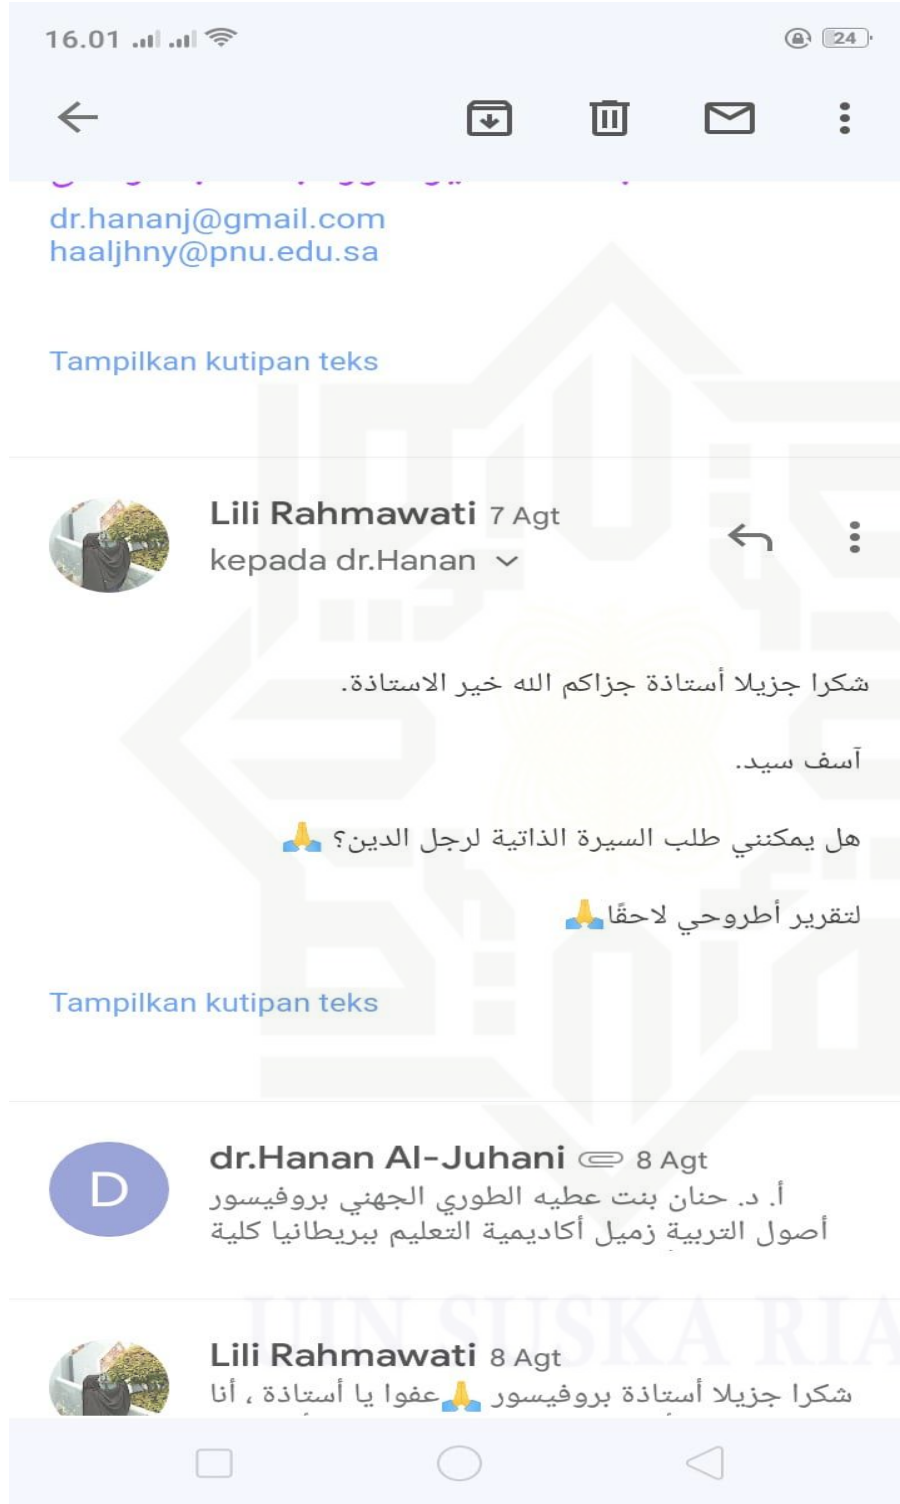 16.01
24
dr.hananj@gmail.com
haaljhny@pnu.edu.sa
Tampilkan kutipan teks
Lili Rahmawati 7 Agt
kepada dr.Hanan
شكرا جزيلا أستاذة جزاكم الله خير الاستاذة.
آسف سيد.
هل يمكنني طلب السيرة الذاتية لرجل الدين؟ 🙏
لتقرير أطروحي لاحقًا🙏
Tampilkan kutipan teks
D
dr.Hanan Al-Juhani 8 Agt
أ. د. حنان بنت عطيه الطوري الجهني بروفيسور
أصول التربية زميل أكاديمية التعليم ببريطانيا كلية
UIN SUSKA RIA
Lili Rahmawati 8 Agt
شكرا جزيلا أستاذة بروفيسور 🙏عفوا يا أستاذة ، أنا